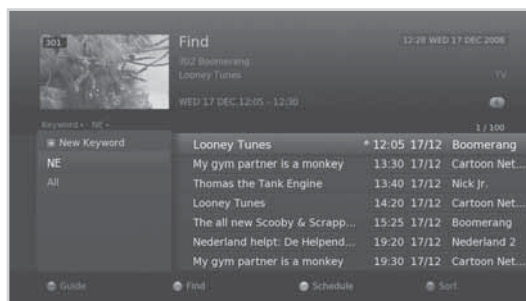 301
Find
12:28 WED 17 DEC 2008
702 Boomerang
Looney Tunes
TV
WED 17 DEC 12:05 - 12:30
1 / 100
Keyword • NE •
New Keyword
NE
All
Looney Tunes * 12:05 17/12 Boomerang
My gym partner is a monkey 13:30 17/12 Cartoon Net...
Thomas the Tank Engine 13:40 17/12 Nick Jr.
Looney Tunes 14:20 17/12 Cartoon Net...
The all new Scooby & Scrapp... 15:25 17/12 Boomerang
Nederland helpt: De Helpend... 19:20 17/12 Nederland 2
My gym partner is a monkey 19:30 17/12 Cartoon Net...
Guide Find Schedule Sort